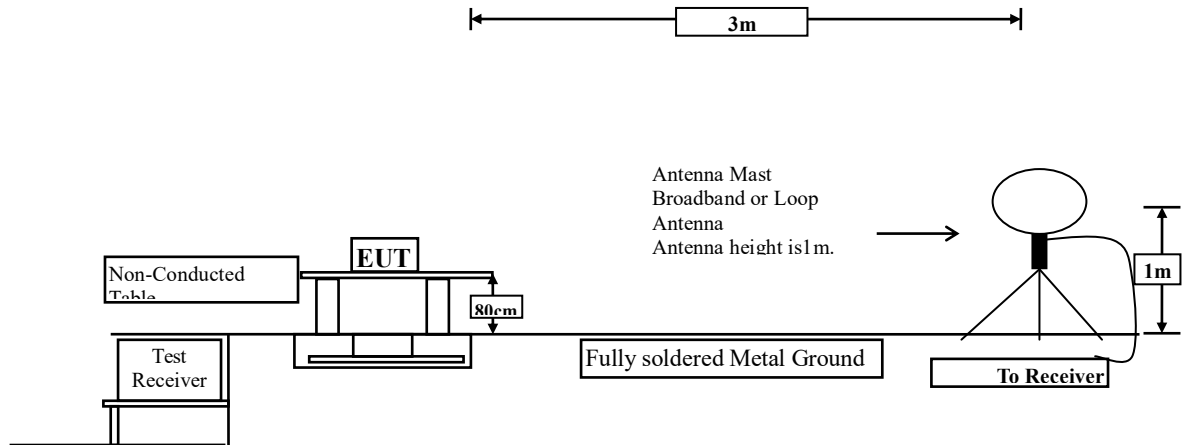 3m
Antenna Mast
Broadband or Loop
Antenna
Antenna height is1m.
EUT
Non-Conducted
Table
80cm
1m
Test
Receiver
Fully soldered Metal Ground
To Receiver